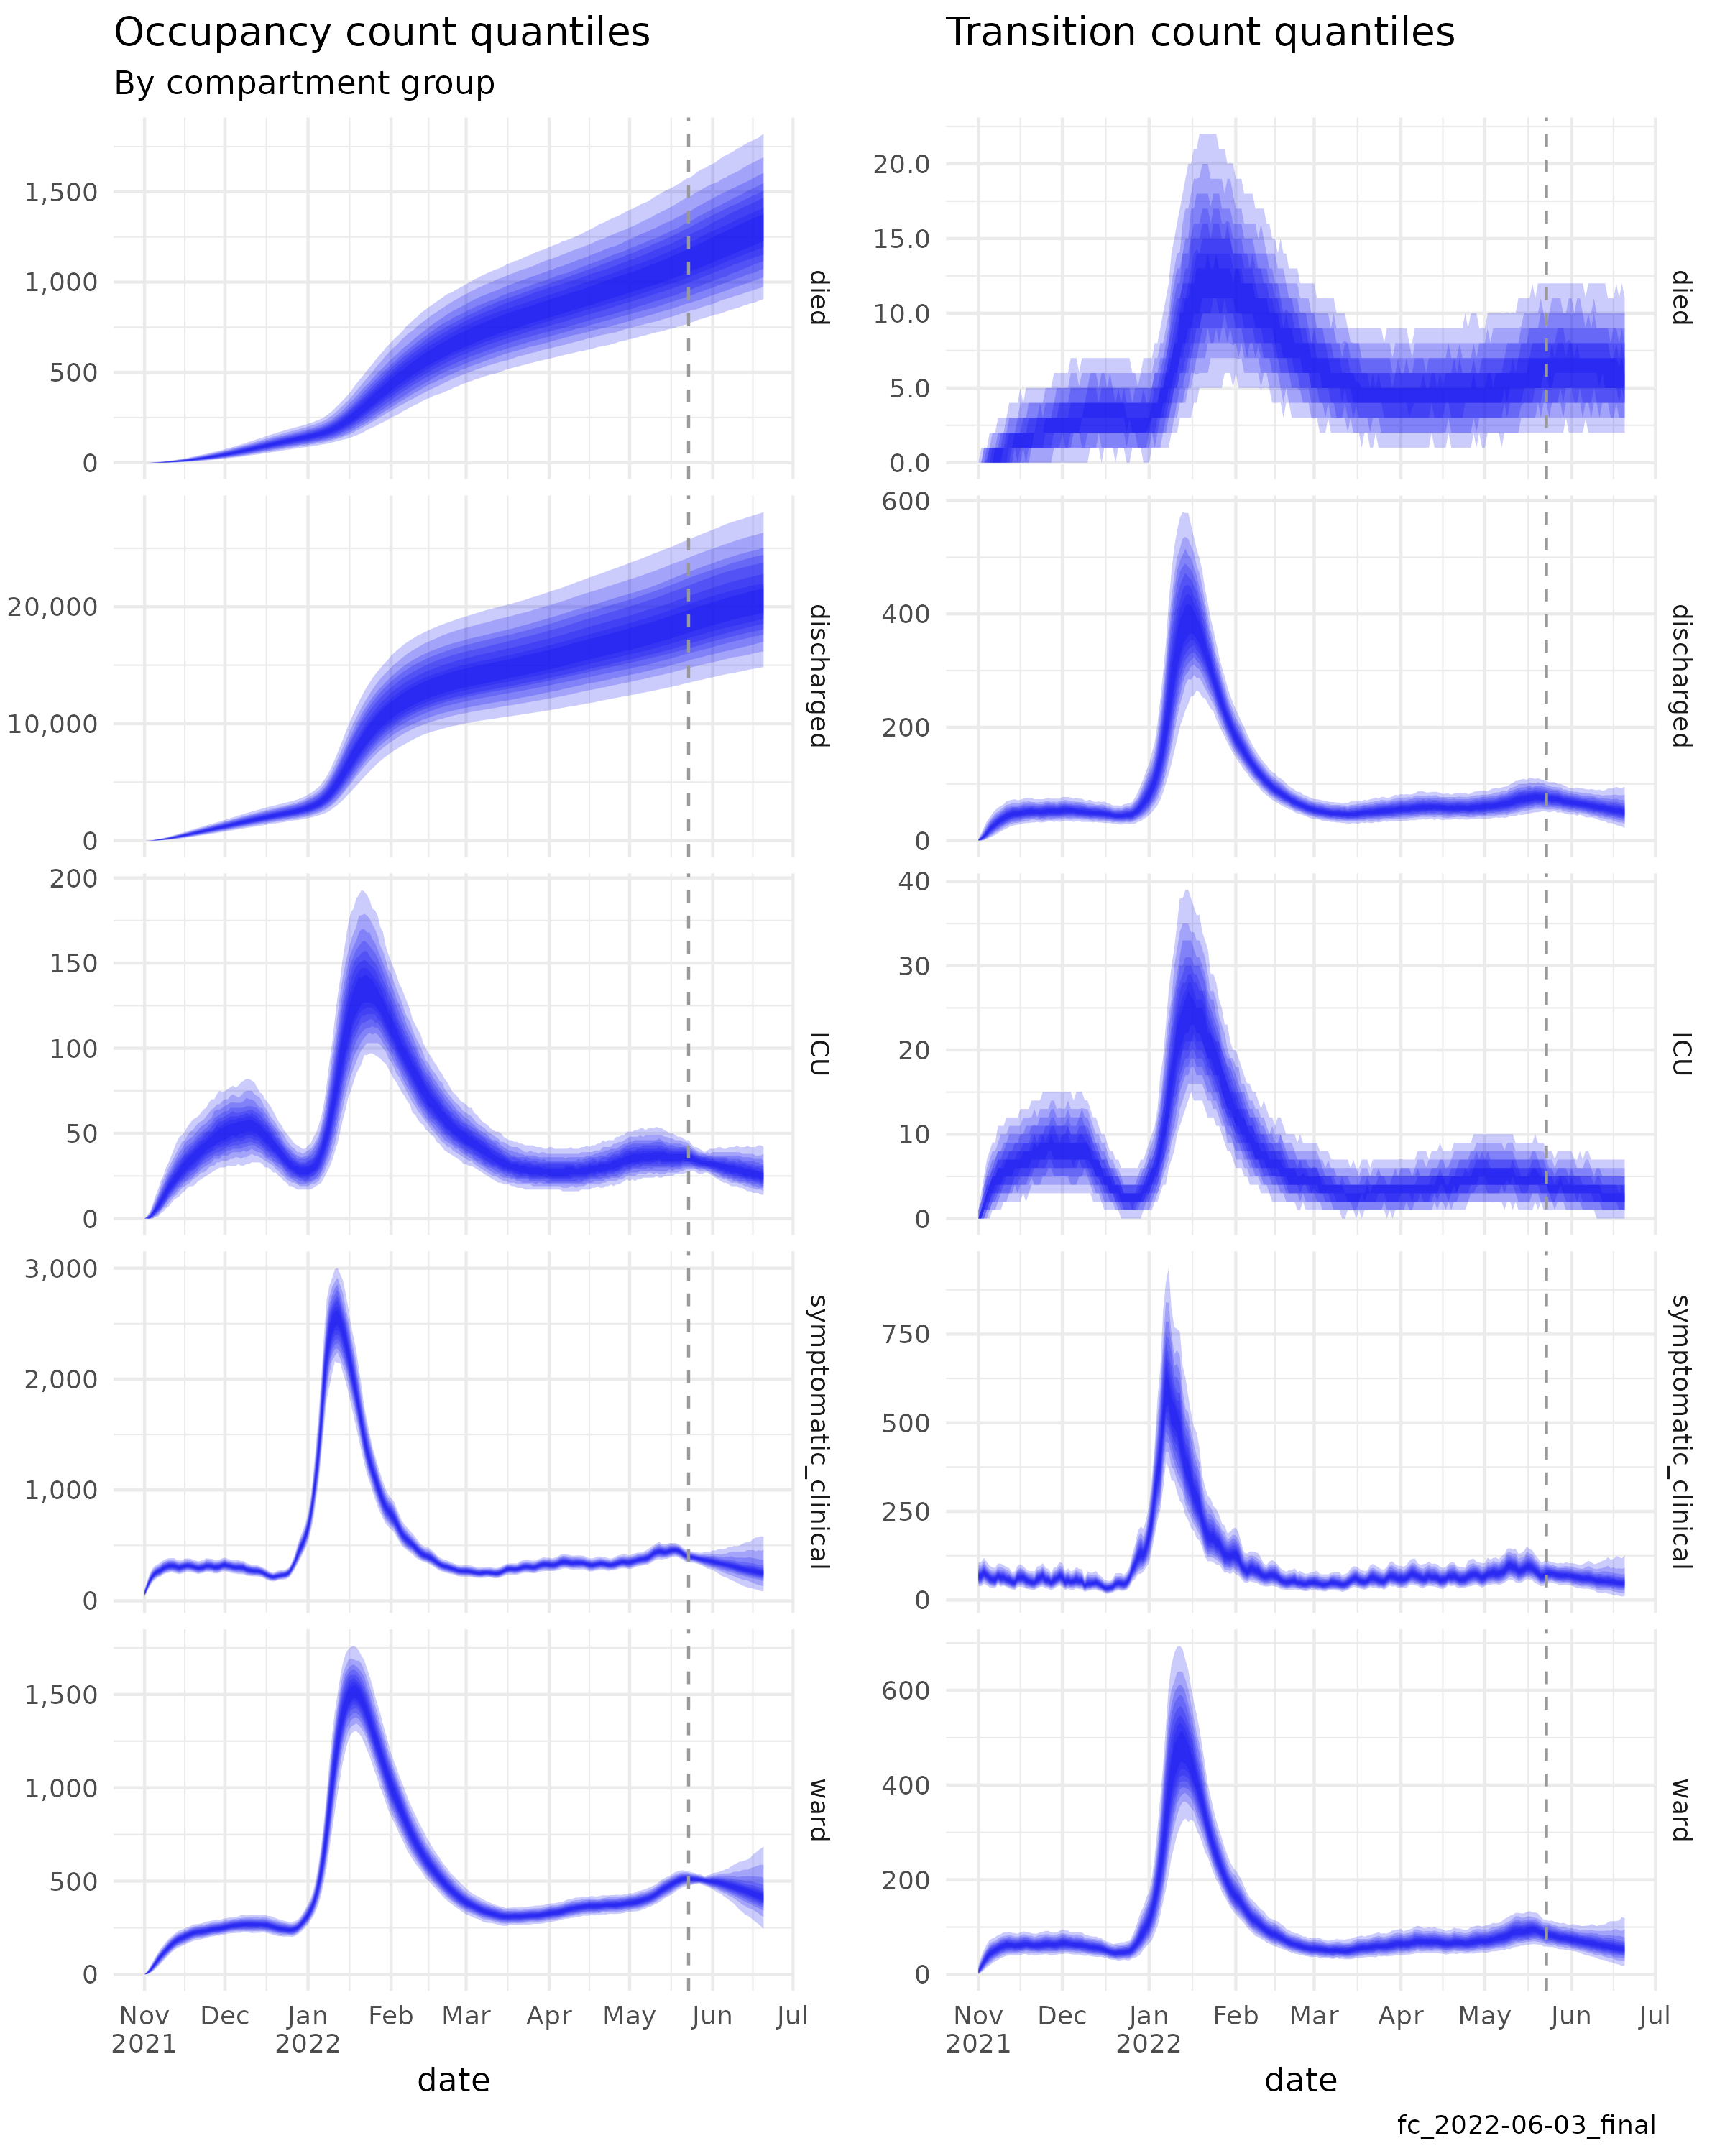 Occupancy count quantiles
By compartment group
1,500
1,000
500
0
died
20,000
10,000
0
discharged
200
150
100
50
0
ICU
3,000
2,000
1,000
0
symptomatic_clinical
1,500
1,000
500
0
ward
Nov Dec Jan Feb Mar Apr May Jun Jul
2021 2022
date
Transition count quantiles
20.0
15.0
10.0
5.0
0.0
died
600
400
200
0
discharged
40
30
20
10
0
ICU
750
500
250
0
symptomatic_clinical
600
400
200
0
ward
Nov Dec Jan Feb Mar Apr May Jun Jul
2021 2022
date
fc_2022-06-03_final